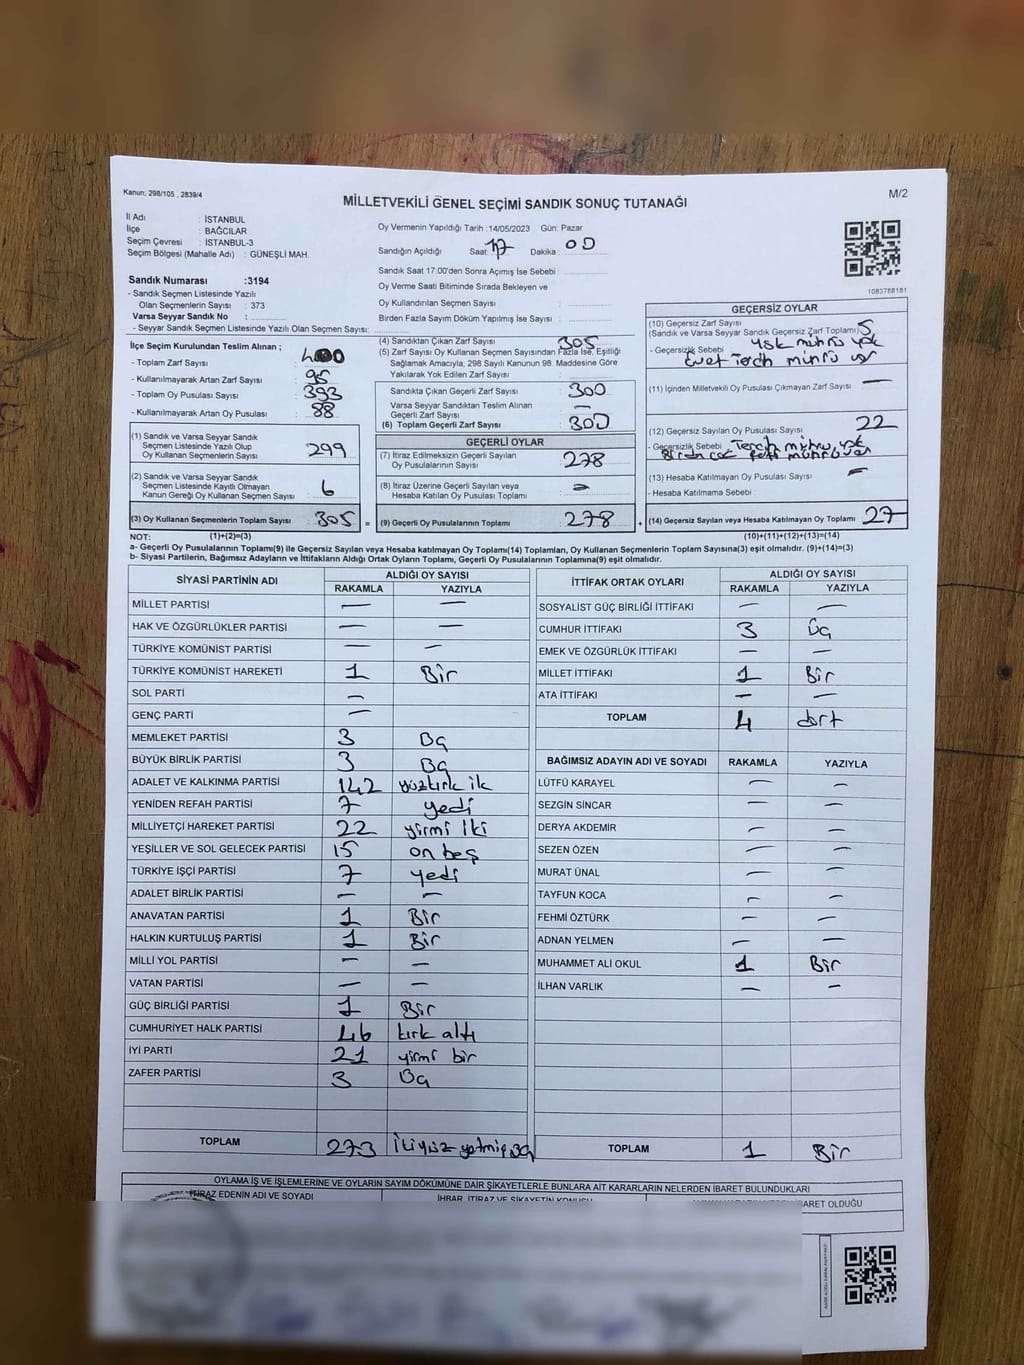 Kanun; 298/105 , 2839/4
M/2
MİLLETVEKİLİ GENEL SEÇİMİ SANDIK SONUÇ TUTANAĞI
İl Adı : İSTANBUL
İlçe : BAĞCILAR
Seçim Çevresi : İSTANBUL-3
Seçim Bölgesi (Mahalle Adı) : GÜNEŞLİ MAH.
Oy Vermenin Yapıldığı Tarih :14/05/2023 Gün: Pazar
Sandığın Açıldığı Saat: 17 Dakika : 00
Sandık Saat 17:00'den Sonra Açılmış İse Sebebi :
Oy Verme Saati Bitiminde Sırada Bekleyen ve
Oy Kullandırılan Seçmen Sayısı :
Birden Fazla Sayım Döküm Yapılmış İse Sayısı :
1083788181
Sandık Numarası :3194
- Sandık Seçmen Listesinde Yazılı
Olan Seçmenlerin Sayısı : 373
Varsa Seyyar Sandık No :
- Seyyar Sandık Seçmen Listesinde Yazılı Olan Seçmen Sayısı:
İlçe Seçim Kurulundan Teslim Alınan ;
- Toplam Zarf Sayısı : 400
- Kullanılmayarak Artan Zarf Sayısı : 95
- Toplam Oy Pusulası Sayısı : 393
- Kullanılmayarak Artan Oy Pusulası : 88
(1) Sandık ve Varsa Seyyar Sandık
Seçmen Listesinde Yazılı Olup
Oy Kullanan Seçmenlerin Sayısı : 299
(2) Sandık ve Varsa Seyyar Sandık
Seçmen Listesinde Kayıtlı Olmayan
Kanun Gereği Oy Kullanan Seçmen Sayısı : 6
(3) Oy Kullanan Seçmenlerin Toplam Sayısı : 305 =
(4) Sandıktan Çıkan Zarf Sayısı : 305
(5) Zarf Sayısı Oy Kullanan Seçmen Sayısından Fazla İse, Eşitliği
Sağlamak Amacıyla; 298 Sayılı Kanunun 98. Maddesine Göre
Yakılarak Yok Edilen Zarf Sayısı :
Sandıkta Çıkan Geçerli Zarf Sayısı : 300
Varsa Seyyar Sandıktan Teslim Alınan
Geçerli Zarf Sayısı : —
(6) Toplam Geçerli Zarf Sayısı : 300
GEÇERLİ OYLAR
(7) İtiraz Edilmeksizin Geçerli Sayılan
Oy Pusulalarının Sayısı : 278
(8) İtiraz Üzerine Geçerli Sayılan veya
Hesaba Katılan Oy Pusulası Toplamı : —
(9) Geçerli Oy Pusulalarının Toplamı : 278 +
GEÇERSİZ OYLAR
(10) Geçersiz Zarf Sayısı
(Sandık ve Varsa Seyyar Sandık Geçersiz Zarf Toplamı) : 5
- Geçersizlik Sebebi : YSK mührü yok
Evet Tercih mührü var
(11) İçinden Milletvekili Oy Pusulası Çıkmayan Zarf Sayısı : —
(12) Geçersiz Sayılan Oy Pusulası Sayısı : 22
- Geçersizlik Sebebi : Tercih mührü yok
Birden çok mührü var
(13) Hesaba Katılmayan Oy Pusulası Sayısı : —
- Hesaba Katılmama Sebebi :
(14) Geçersiz Sayılan veya Hesaba Katılmayan Oy Toplamı : 27
NOT: (1)+(2)=(3) (10)+(11)+(12)+(13)=(14)
a- Geçerli Oy Pusulalarının Toplamı(9) ile Geçersiz Sayılan veya Hesaba katılmayan Oy Toplamı(14) Toplamları, Oy Kullanan Seçmenlerin Toplam Sayısına(3) eşit olmalıdır. (9)+(14)=(3)
b- Siyasi Partilerin, Bağımsız Adayların ve İttifakların Aldığı Ortak Oyların Toplamı, Geçerli Oy Pusulalarının Toplamına(9) eşit olmalıdır.
SİYASİ PARTİNİN ADI ALDIĞI OY SAYISI
RAKAMLA YAZIYLA
MİLLET PARTİSİ — —
HAK VE ÖZGÜRLÜKLER PARTİSİ — —
TÜRKİYE KOMÜNİST PARTİSİ — —
TÜRKİYE KOMÜNİST HAREKETİ 1 Bir
SOL PARTİ —
GENÇ PARTİ —
MEMLEKET PARTİSİ 3 Üç
BÜYÜK BİRLİK PARTİSİ 3 Üç
ADALET VE KALKINMA PARTİSİ 142 yüzkırk ik
YENİDEN REFAH PARTİSİ 7 yedi
MİLLİYETÇİ HAREKET PARTİSİ 22 yirmi iki
YEŞİLLER VE SOL GELECEK PARTİSİ 15 on beş
TÜRKİYE İŞÇİ PARTİSİ 7 yedi
ADALET BİRLİK PARTİSİ — —
ANAVATAN PARTİSİ 1 Bir
HALKIN KURTULUŞ PARTİSİ 1 Bir
MİLLİ YOL PARTİSİ — —
VATAN PARTİSİ — —
GÜÇ BİRLİĞİ PARTİSİ 1 Bir
CUMHURİYET HALK PARTİSİ 46 kırk altı
İYİ PARTİ 21 yirmi bir
ZAFER PARTİSİ 3 Üç
TOPLAM 273 ikiyüz yetmiş üç
İTTİFAK ORTAK OYLARI ALDIĞI OY SAYISI
RAKAMLA YAZIYLA
SOSYALİST GÜÇ BİRLİĞİ İTTİFAKI — —
CUMHUR İTTİFAKI 3 Üç
EMEK VE ÖZGÜRLÜK İTTİFAKI — —
MİLLET İTTİFAKI 1 Bir
ATA İTTİFAKI — —
TOPLAM 4 dört
BAĞIMSIZ ADAYIN ADI VE SOYADI RAKAMLA YAZIYLA
LÜTFÜ KARAYEL — —
SEZGİN SİNCAR — —
DERYA AKDEMİR — —
SEZEN ÖZEN — —
MURAT ÜNAL — —
TAYFUN KOCA — —
FEHMİ ÖZTÜRK — —
ADNAN YELMEN — —
MUHAMMET ALİ OKUL 1 Bir
İLHAN VARLIK — —
TOPLAM 1 Bir
OYLAMA İŞ VE İŞLEMLERİNE VE OYLARIN SAYIM DÖKÜMÜNE DAİR ŞİKAYETLERLE BUNLARA AİT KARARLARIN NELERDEN İBARET BULUNDUKLARI
İTİRAZ EDENİN ADI VE SOYADI İHBAR, İTİRAZ VE ŞİKAYETİN KONUSU İBARET OLDUĞU